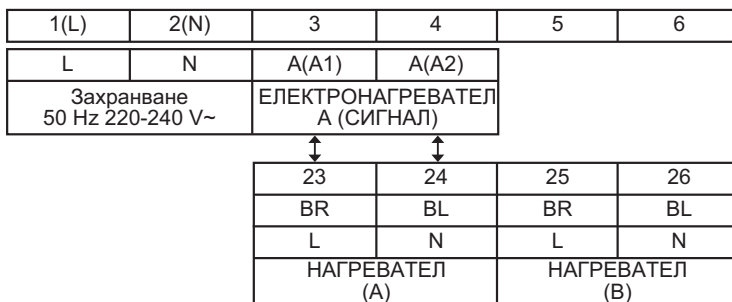 1(L) 2(N) 3 4 5 6
L N A(A1) A(A2)
Захранване ЕЛЕКТРОНАГРЕВАТЕЛ
50 Hz 220-240 V~ А (СИГНАЛ)
23 24 25 26
BR BL BR BL
L N L N
НАГРЕВАТЕЛ НАГРЕВАТЕЛ
(A) (B)